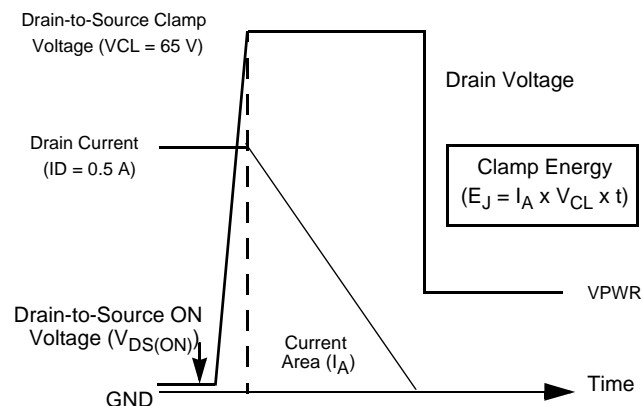 Drain-to-Source Clamp
Voltage (VCL = 65 V)
Drain Voltage
Drain Current
(ID = 0.5 A)
Clamp Energy
(EJ = IA x VCL x t)
VPWR
Drain-to-Source ON
Voltage (VDS(ON))
Current
Area (IA)
GND
Time